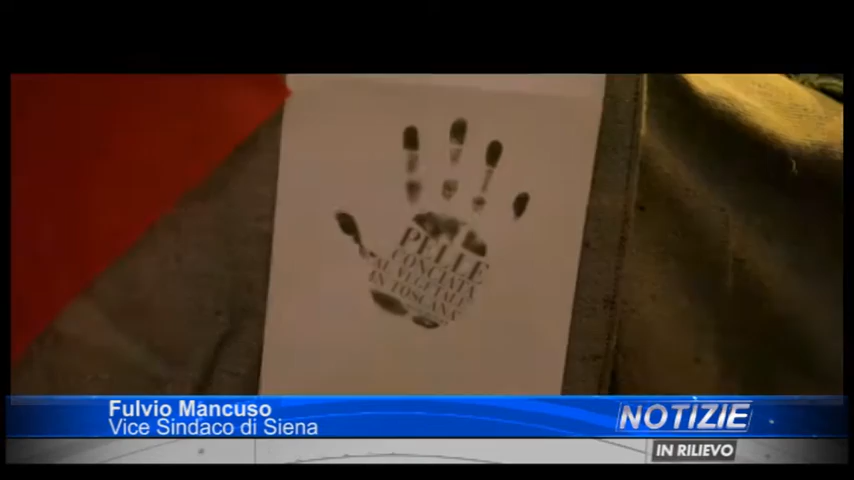 PELLE
CONCIATA
AL VEGETALE
IN TOSCANA
Fulvio Mancuso
Vice Sindaco di Siena
NOTIZIE
IN RILIEVO